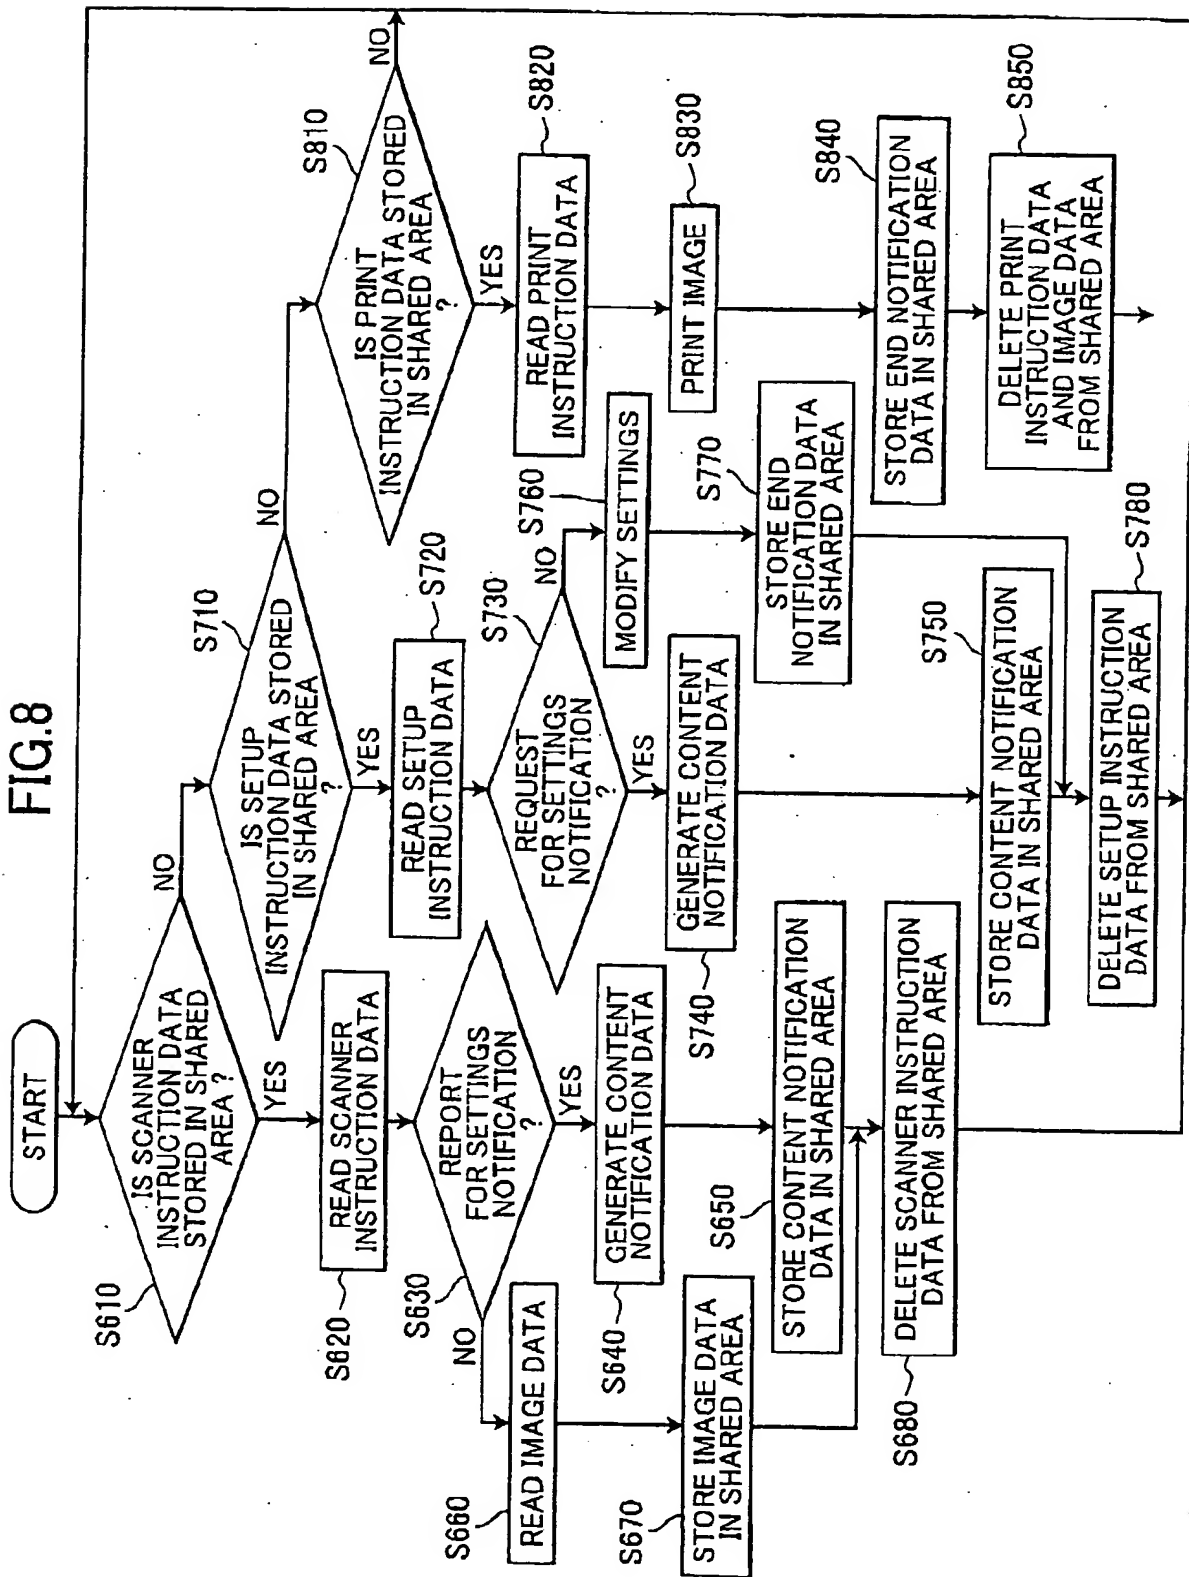 FIG.8
START
IS SCANNER
INSTRUCTION DATA
STORED IN SHARED
AREA ?
S610
YES
NO
READ SCANNER
INSTRUCTION DATA
S620
REPORT
FOR SETTINGS
NOTIFICATION
?
S630
YES
NO
GENERATE CONTENT
NOTIFICATION DATA
S640
STORE CONTENT NOTIFICATION
DATA IN SHARED AREA
S650
READ IMAGE DATA
S660
STORE IMAGE DATA
IN SHARED AREA
S670
DELETE SCANNER INSTRUCTION
DATA FROM SHARED AREA
S680
IS SETUP
INSTRUCTION DATA STORED
IN SHARED AREA
?
S710
YES
NO
READ SETUP
INSTRUCTION DATA
S720
REQUEST
FOR SETTINGS
NOTIFICATION
?
S730
YES
NO
GENERATE CONTENT
NOTIFICATION DATA
S740
STORE CONTENT NOTIFICATION
DATA IN SHARED AREA
S750
MODIFY SETTINGS
S760
STORE END
NOTIFICATION DATA
IN SHARED AREA
S770
DELETE SETUP INSTRUCTION
DATA FROM SHARED AREA
S780
IS PRINT
INSTRUCTION DATA STORED
IN SHARED AREA
?
S810
YES
NO
READ PRINT
INSTRUCTION DATA
S820
PRINT IMAGE
S830
STORE END NOTIFICATION
DATA IN SHARED AREA
S840
DELETE PRINT
INSTRUCTION DATA
AND IMAGE DATA
FROM SHARED AREA
S850